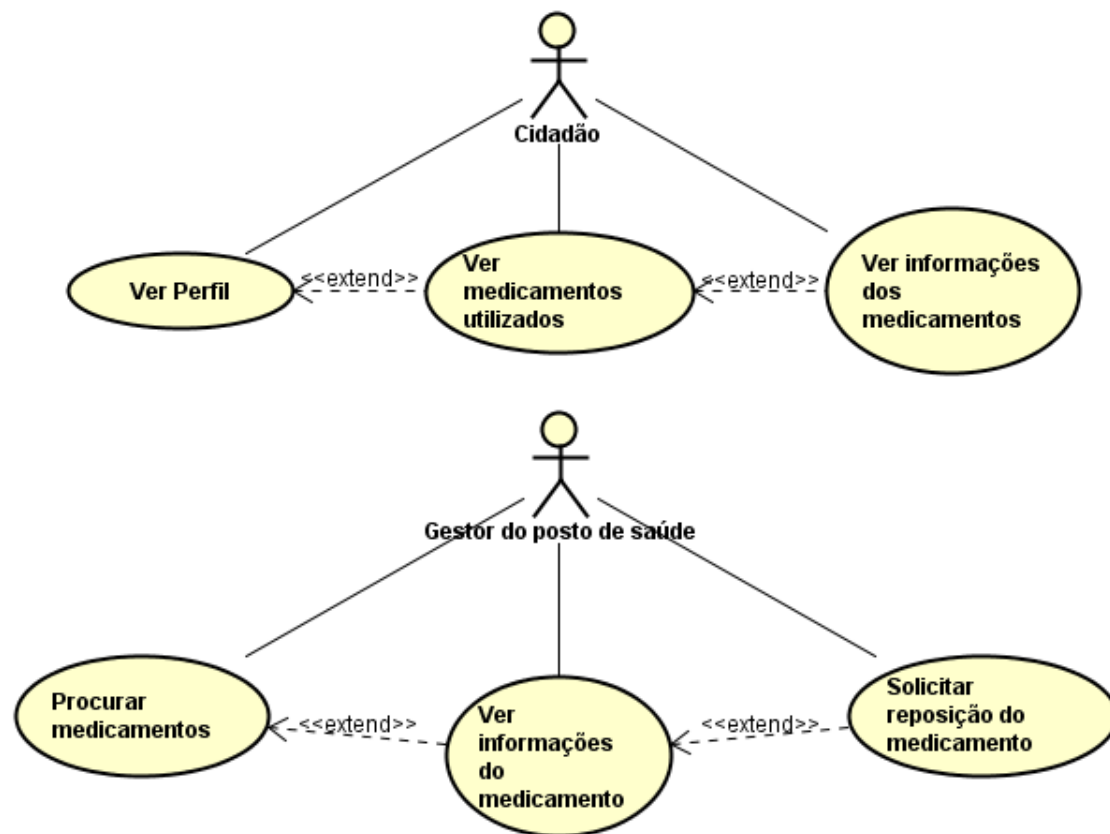 Cidadão
Ver Perfil
<<extend>>
Ver
medicamentos
utilizados
<<extend>>
Ver informações
dos
medicamentos
Gestor do posto de saúde
Procurar
medicamentos
<<extend>>
Ver
informações
do
medicamento
<<extend>>
Solicitar
reposição do
medicamento